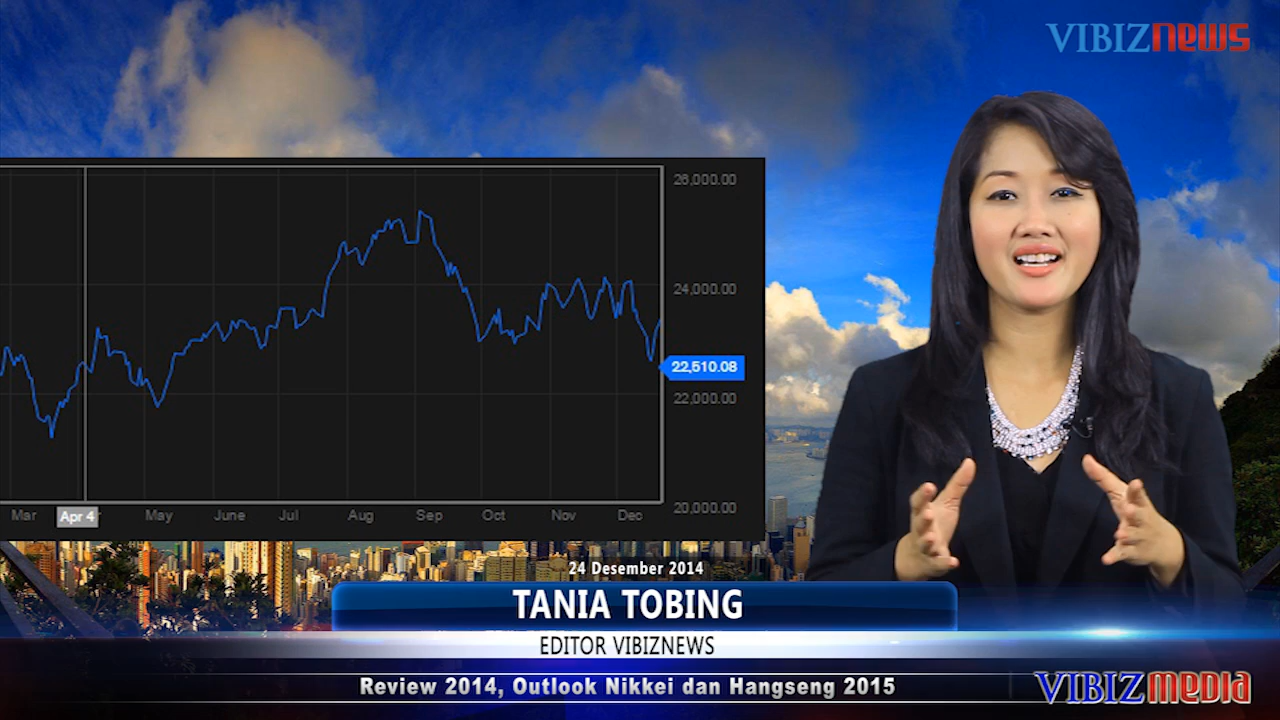 VIBIZNEWS
26,000.00
24,000.00
22,510.08
22,000.00
20,000.00
Mar Apr 4 May June Jul Aug Sep Oct Nov Dec
24 Desember 2014
TANIA TOBING
EDITOR VIBIZNEWS
Review 2014, Outlook Nikkei dan Hangseng 2015
VIBIZMEDIA